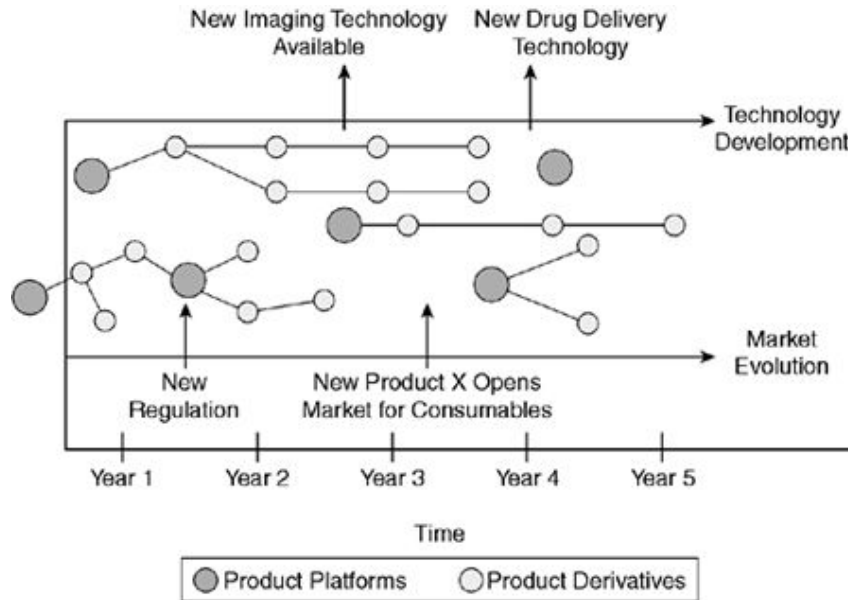 New Imaging Technology
Available
New Drug Delivery
Technology
Technology
Development
New
Regulation
New Product X Opens
Market for Consumables
Market
Evolution
Year 1
Year 2
Year 3
Year 4
Year 5
Time
Product Platforms
Product Derivatives